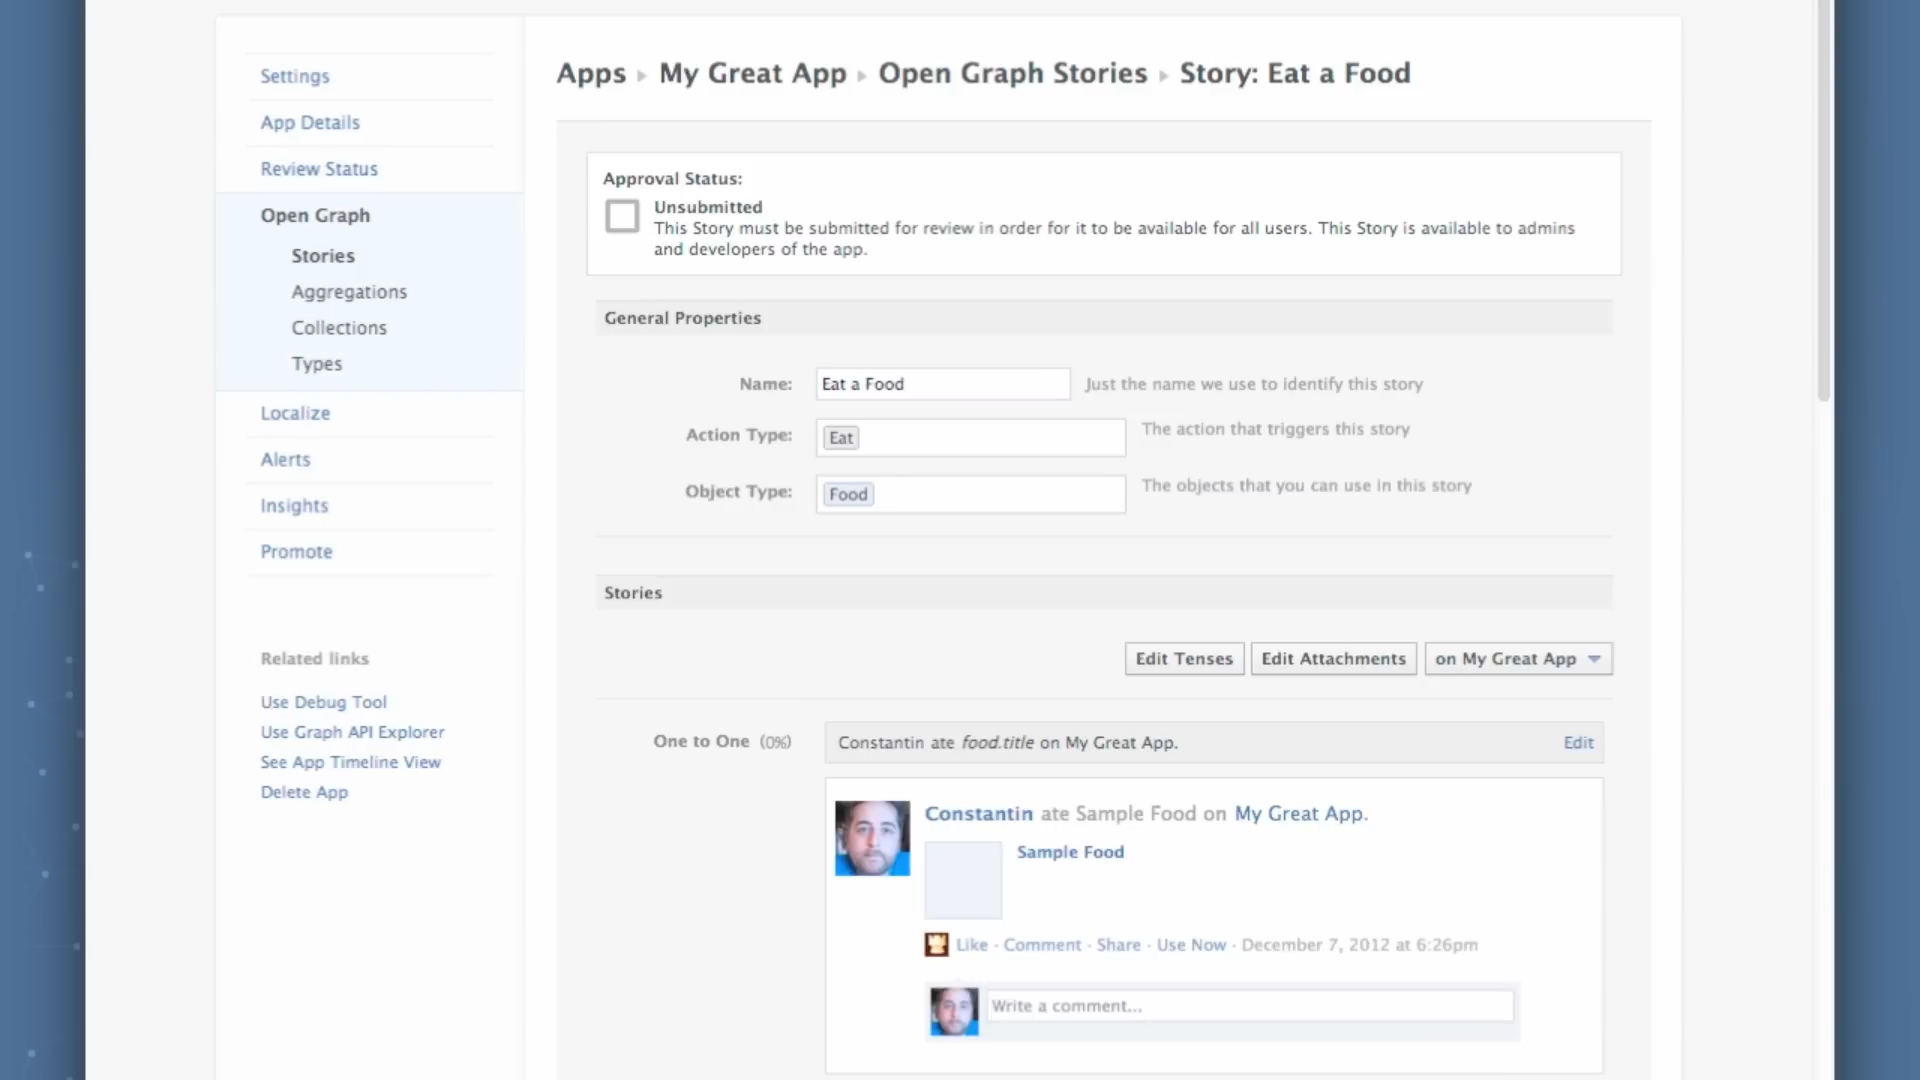 Settings
App Details
Review Status
Open Graph
Stories
Aggregations
Collections
Types
Localize
Alerts
Insights
Promote
Related links
Use Debug Tool
Use Graph API Explorer
See App Timeline View
Delete App
Apps ▸ My Great App ▸ Open Graph Stories ▸ Story: Eat a Food
Approval Status:
Unsubmitted
This Story must be submitted for review in order for it to be available for all users. This Story is available to admins
and developers of the app.
General Properties
Name: Eat a Food Just the name we use to identify this story
Action Type: Eat The action that triggers this story
Object Type: Food The objects that you can use in this story
Stories
Edit Tenses Edit Attachments on My Great App
One to One (0%) Constantin ate food.title on My Great App. Edit
Constantin ate Sample Food on My Great App.
Sample Food
Like · Comment · Share · Use Now · December 7, 2012 at 6:26pm
Write a comment...